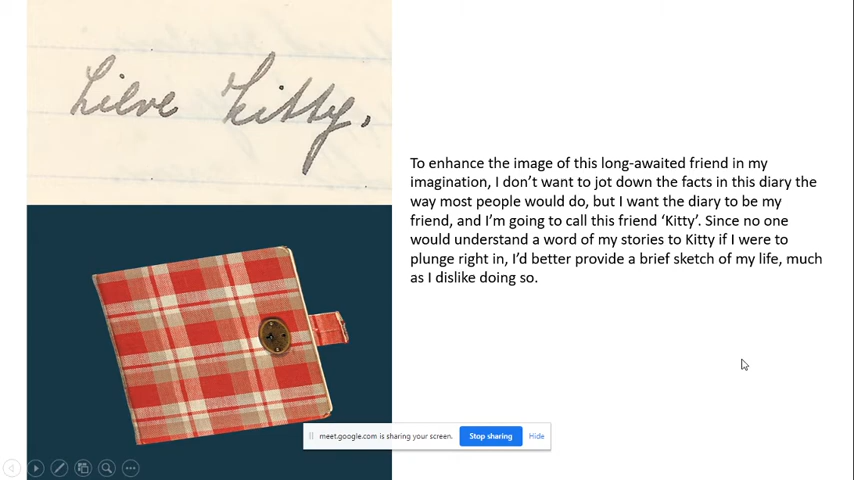 Lieve Kitty.
To enhance the image of this long-awaited friend in my
imagination, I don't want to jot down the facts in this diary the
way most people would do, but I want the diary to be my
friend, and I'm going to call this friend ‘Kitty’. Since no one
would understand a word of my stories to Kitty if I were to
plunge right in, I'd better provide a brief sketch of my life, much
as I dislike doing so.
meet.google.com is sharing your screen. Stop sharing Hide